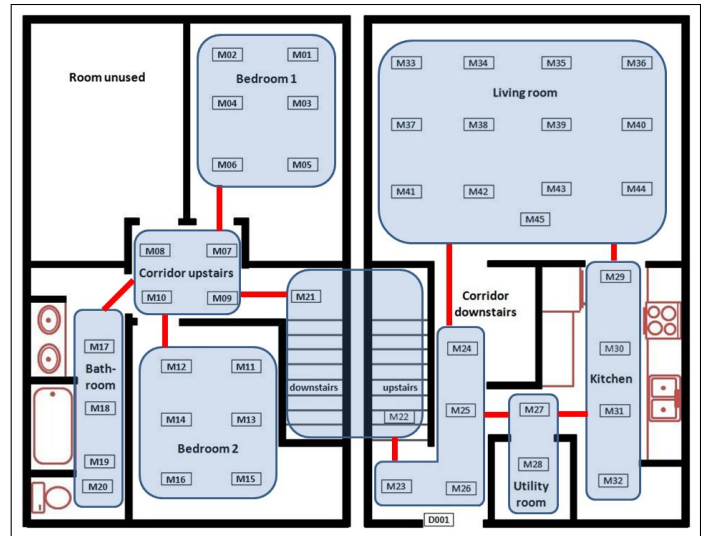 M02 M01 M33 M34 M35 M36
Room unused
Bedroom 1
Living room
M04 M03
M37 M38 M39 M40
M06 M05
M41 M42 M43 M44
M45
M08 M07
Corridor upstairs
M29
M10 M09 M21
Corridor
downstairs
M17
M24
M30
Bath-
room
M12 M11
Kitchen
downstairs
upstairs
M18
M25
M27
M31
M14 M13
M22
Bedroom 2
M19
M28
M20
M16 M15
M23 M26
Utility
room
M32
D001